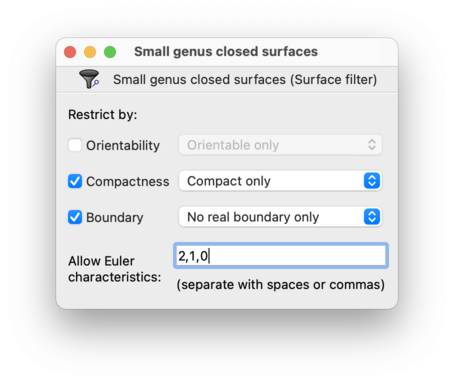 Small genus closed surfaces
Small genus closed surfaces (Surface filter)
Restrict by:
Orientability
Orientable only
Compactness
Compact only
Boundary
No real boundary only
Allow Euler
characteristics:
2,1,0
(separate with spaces or commas)